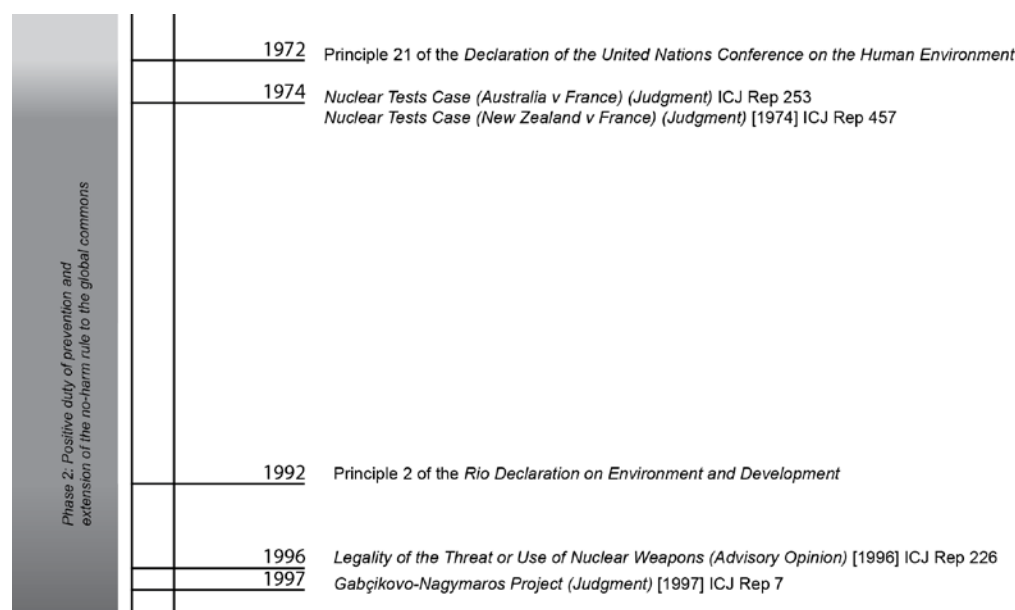 1972 Principle 21 of the Declaration of the United Nations Conference on the Human Environment
1974 Nuclear Tests Case (Australia v France) (Judgment) ICJ Rep 253
Nuclear Tests Case (New Zealand v France) (Judgment) [1974] ICJ Rep 457
Phase 2: Positive duty of prevention and
extension of the no-harm rule to the global commons
1992 Principle 2 of the Rio Declaration on Environment and Development
1996 Legality of the Threat or Use of Nuclear Weapons (Advisory Opinion) [1996] ICJ Rep 226
1997 Gabçikovo-Nagymaros Project (Judgment) [1997] ICJ Rep 7